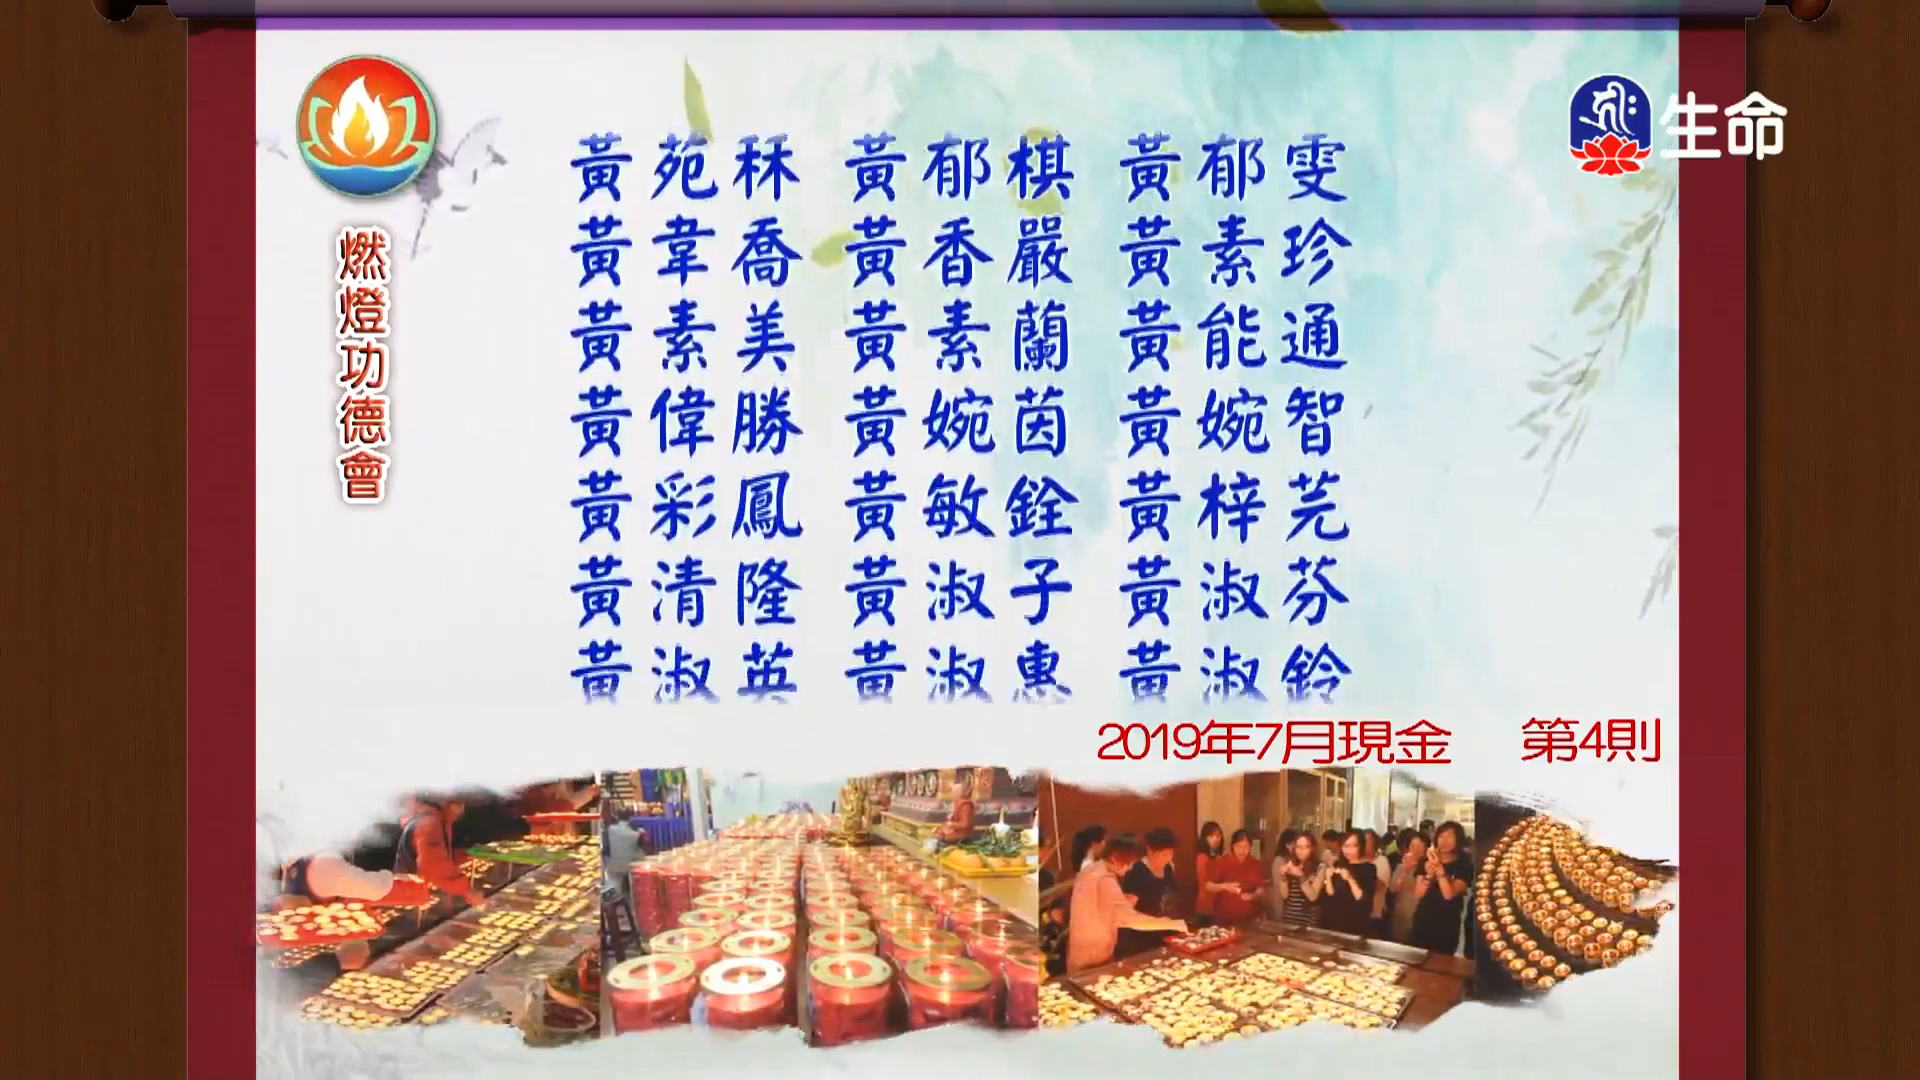 生命
燃燈功德會
黃苑秝 黃郁棋 黃郁雯
黃韋喬 黃香嚴 黃素珍
黃素美 黃素蘭 黃能通
黃偉勝 黃婉茵 黃婉智
黃彩鳳 黃敏銓 黃梓芫
黃清隆 黃淑子 黃淑芬
黃淑英 黃淑惠 黃淑鈴
2019年7月現金 第4則